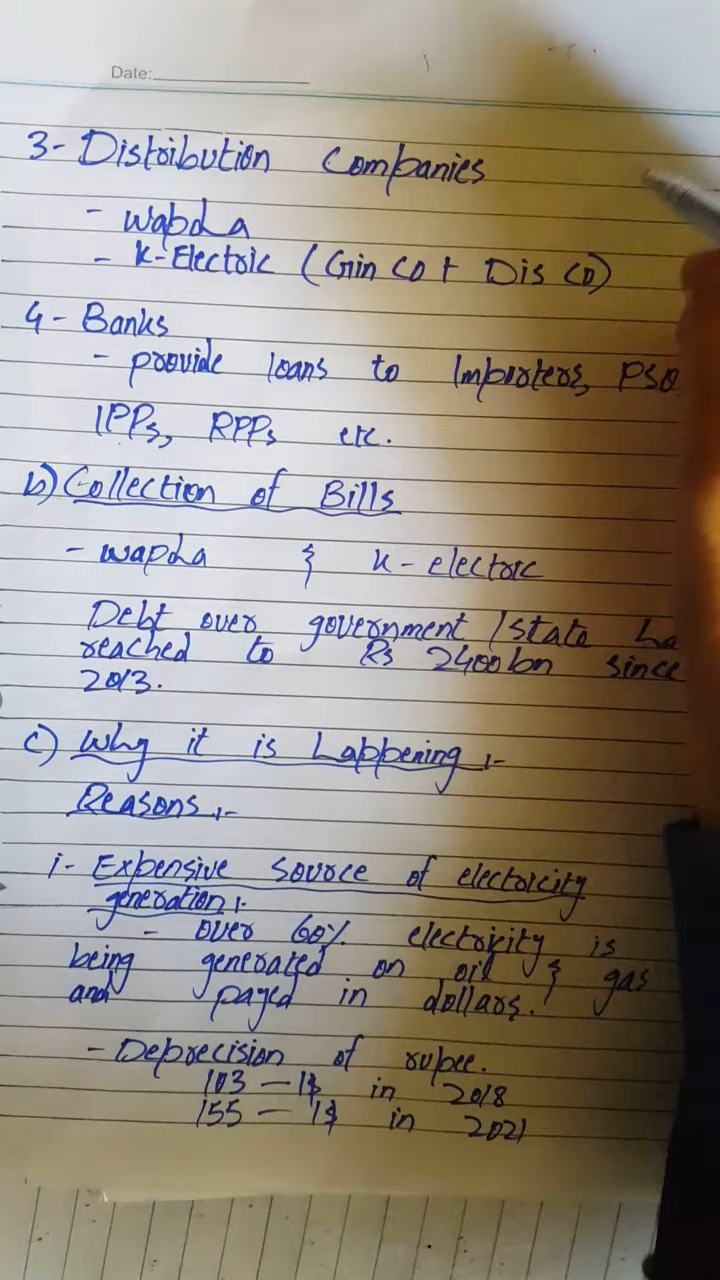 Date:
3- Distribution Companies
- Wapda
- K-Electric (Gin CO + Dis CO)
4- Banks
- provide loans to Importers, PSO
IPPs, RPPs etc.
b) Collection of Bills
- wapda & K-electric
Debt over government / state ha
reached to Rs 2400 bn since
2013.
c) Why it is happening :-
Reasons :-
i- Expensive source of electricity
generation :-
- over 60% electricity is
being generated on oil & gas
and payed in dollars.
- Deprecision of rupee.
103 - 1$ in 2018
155 - 1$ in 2021